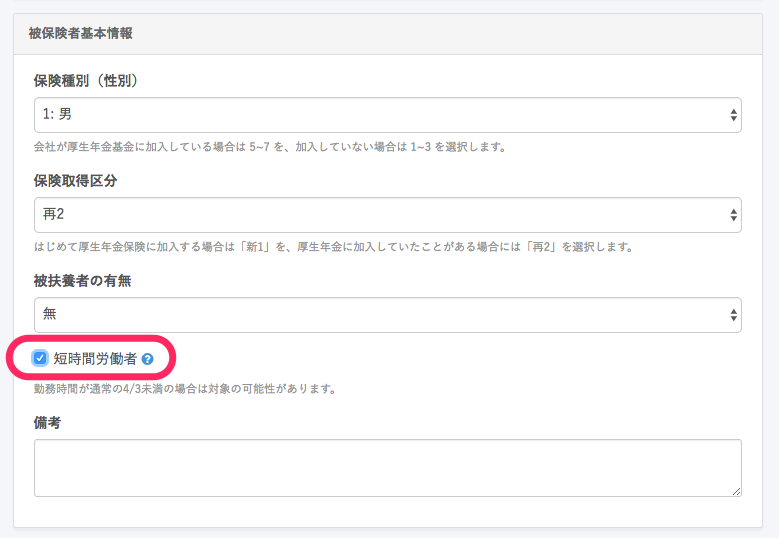 被保険者基本情報
保険種別（性別）
1: 男
会社が厚生年金基金に加入している場合は 5~7 を、加入していない場合は 1~3 を選択します。
保険取得区分
再2
はじめて厚生年金保険に加入する場合は「新1」を、厚生年金に加入していたことがある場合には「再2」を選択します。
被扶養者の有無
無
短時間労働者 ?
勤務時間が通常の4/3未満の場合は対象の可能性があります。
備考